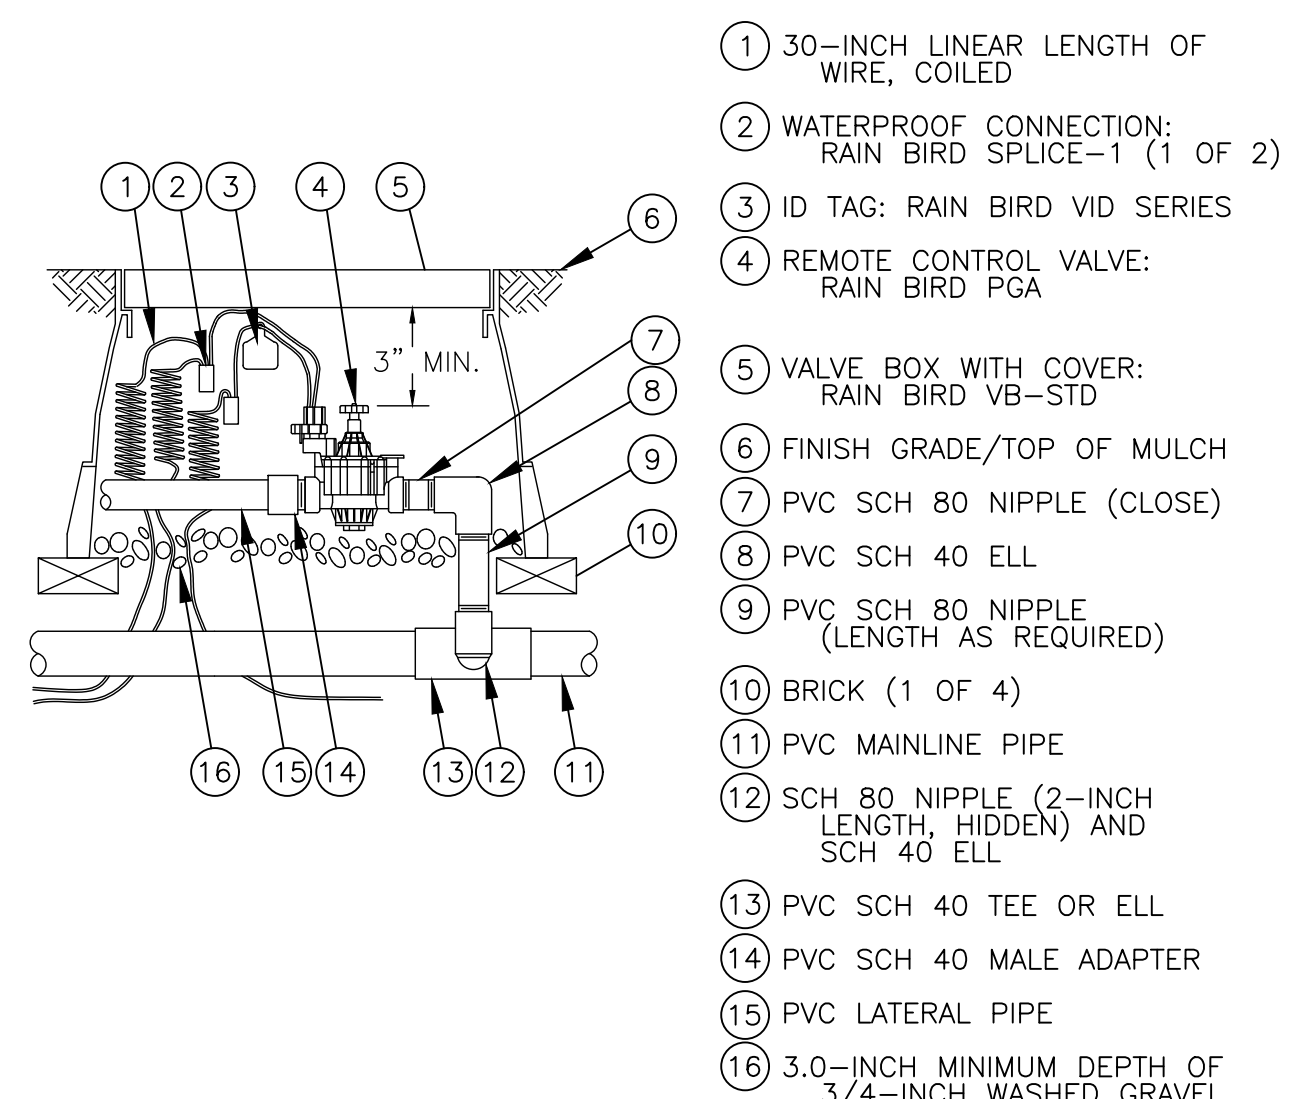 1 2 3 4 5 6
3" MIN.
7
8
9
10
16 15 14 13 12 11
1 30-INCH LINEAR LENGTH OF
WIRE, COILED
2 WATERPROOF CONNECTION:
RAIN BIRD SPLICE-1 (1 OF 2)
3 ID TAG: RAIN BIRD VID SERIES
4 REMOTE CONTROL VALVE:
RAIN BIRD PGA
5 VALVE BOX WITH COVER:
RAIN BIRD VB-STD
6 FINISH GRADE/TOP OF MULCH
7 PVC SCH 80 NIPPLE (CLOSE)
8 PVC SCH 40 ELL
9 PVC SCH 80 NIPPLE
(LENGTH AS REQUIRED)
10 BRICK (1 OF 4)
11 PVC MAINLINE PIPE
12 SCH 80 NIPPLE (2-INCH
LENGTH, HIDDEN) AND
SCH 40 ELL
13 PVC SCH 40 TEE OR ELL
14 PVC SCH 40 MALE ADAPTER
15 PVC LATERAL PIPE
16 3.0-INCH MINIMUM DEPTH OF
3/4-INCH WASHED GRAVEL